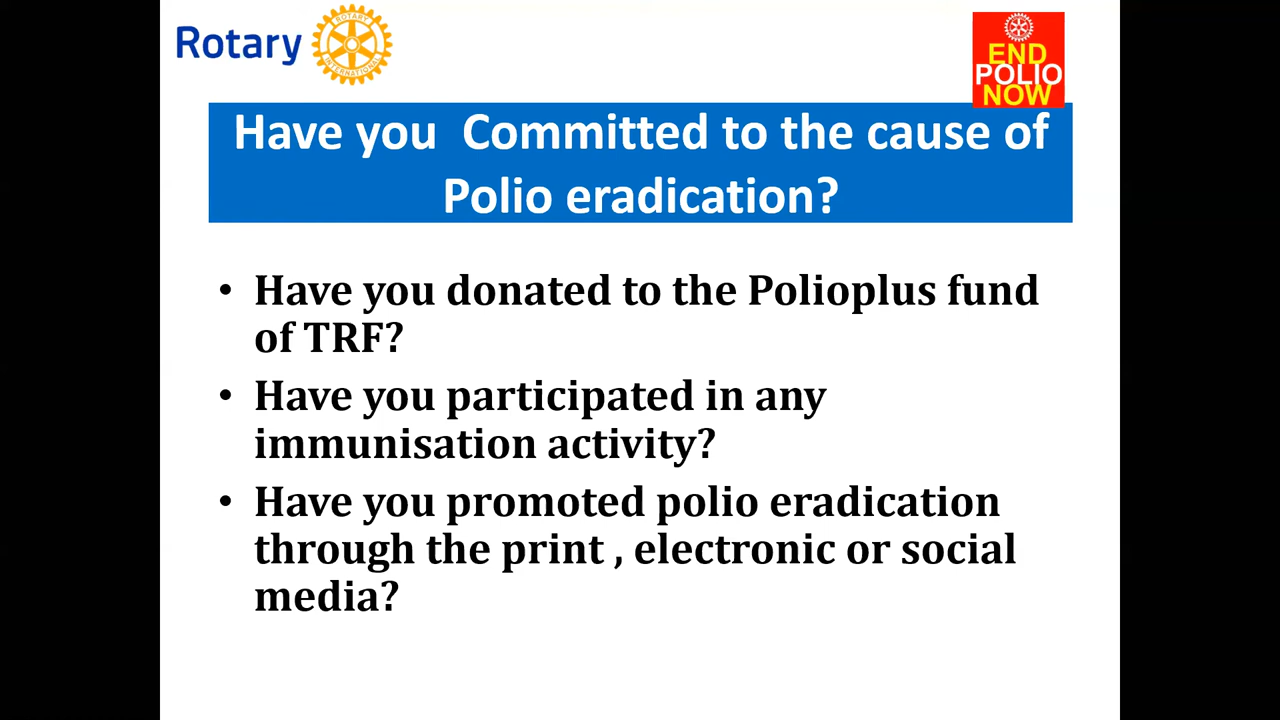 Rotary
ROTARY
INTERNATIONAL
END
POLIO
NOW
Have you  Committed to the cause of
Polio eradication?
• Have you donated to the Polioplus fund
of TRF?
• Have you participated in any
immunisation activity?
• Have you promoted polio eradication
through the print , electronic or social
media?